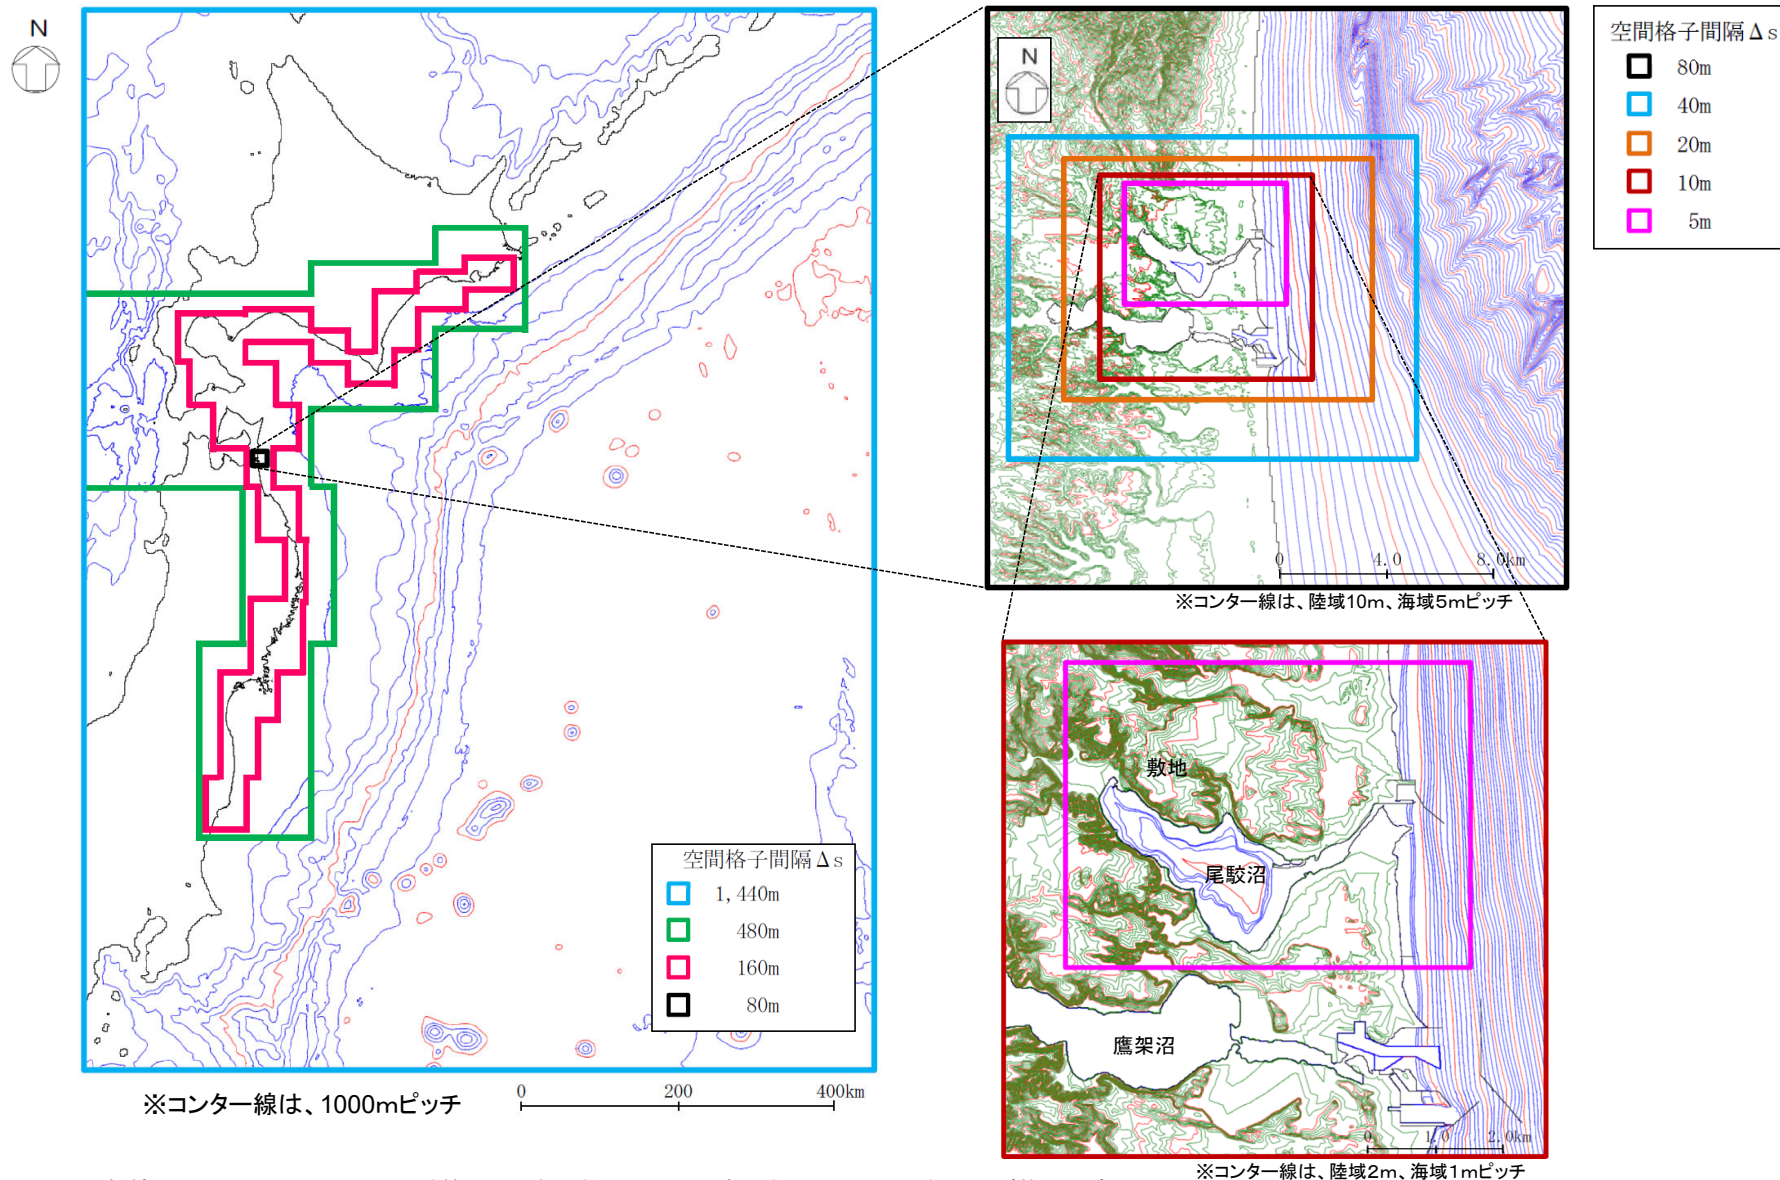 N
空間格子間隔Δs
1,440m
480m
160m
80m
※コンター線は、1000mピッチ
0 200 400km
N
0 4.0 8.0km
※コンター線は、陸域10m、海域5mピッチ
空間格子間隔Δs
80m
40m
20m
10m
5m
敷地
尾駮沼
鷹架沼
0 1.0 2.0km
※コンター線は、陸域2m、海域1mピッチ